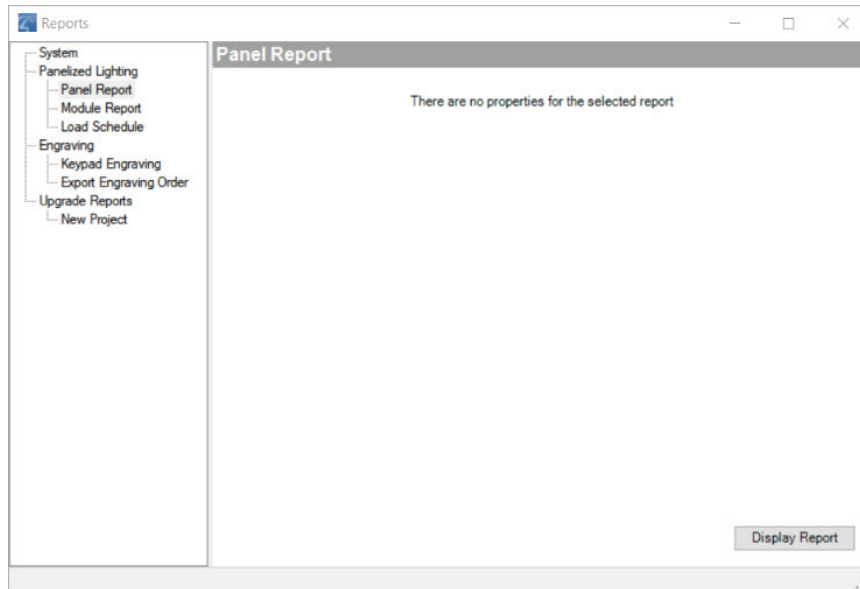 Reports
System
Panelized Lighting
Panel Report
Module Report
Load Schedule
Engraving
Keypad Engraving
Export Engraving Order
Upgrade Reports
New Project
Panel Report
There are no properties for the selected report
Display Report